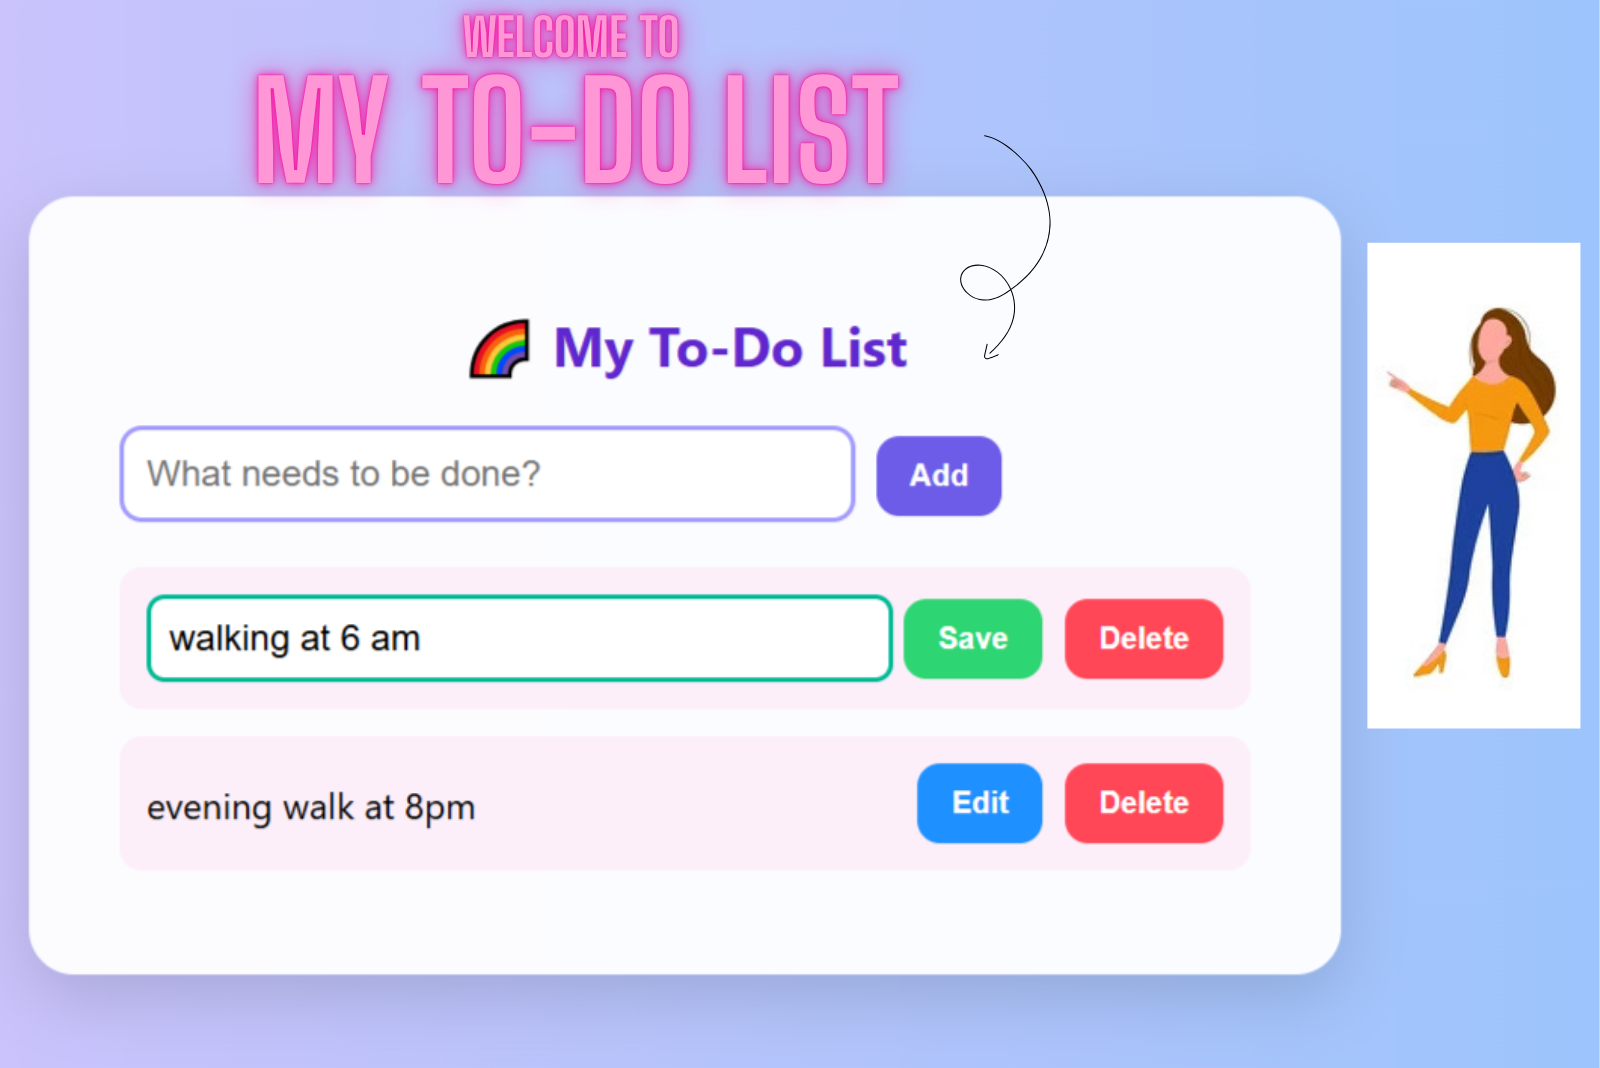 WELCOME TO
MY TO-DO LIST
🌈 My To-Do List
What needs to be done? Add
walking at 6 am Save Delete
evening walk at 8pm Edit Delete